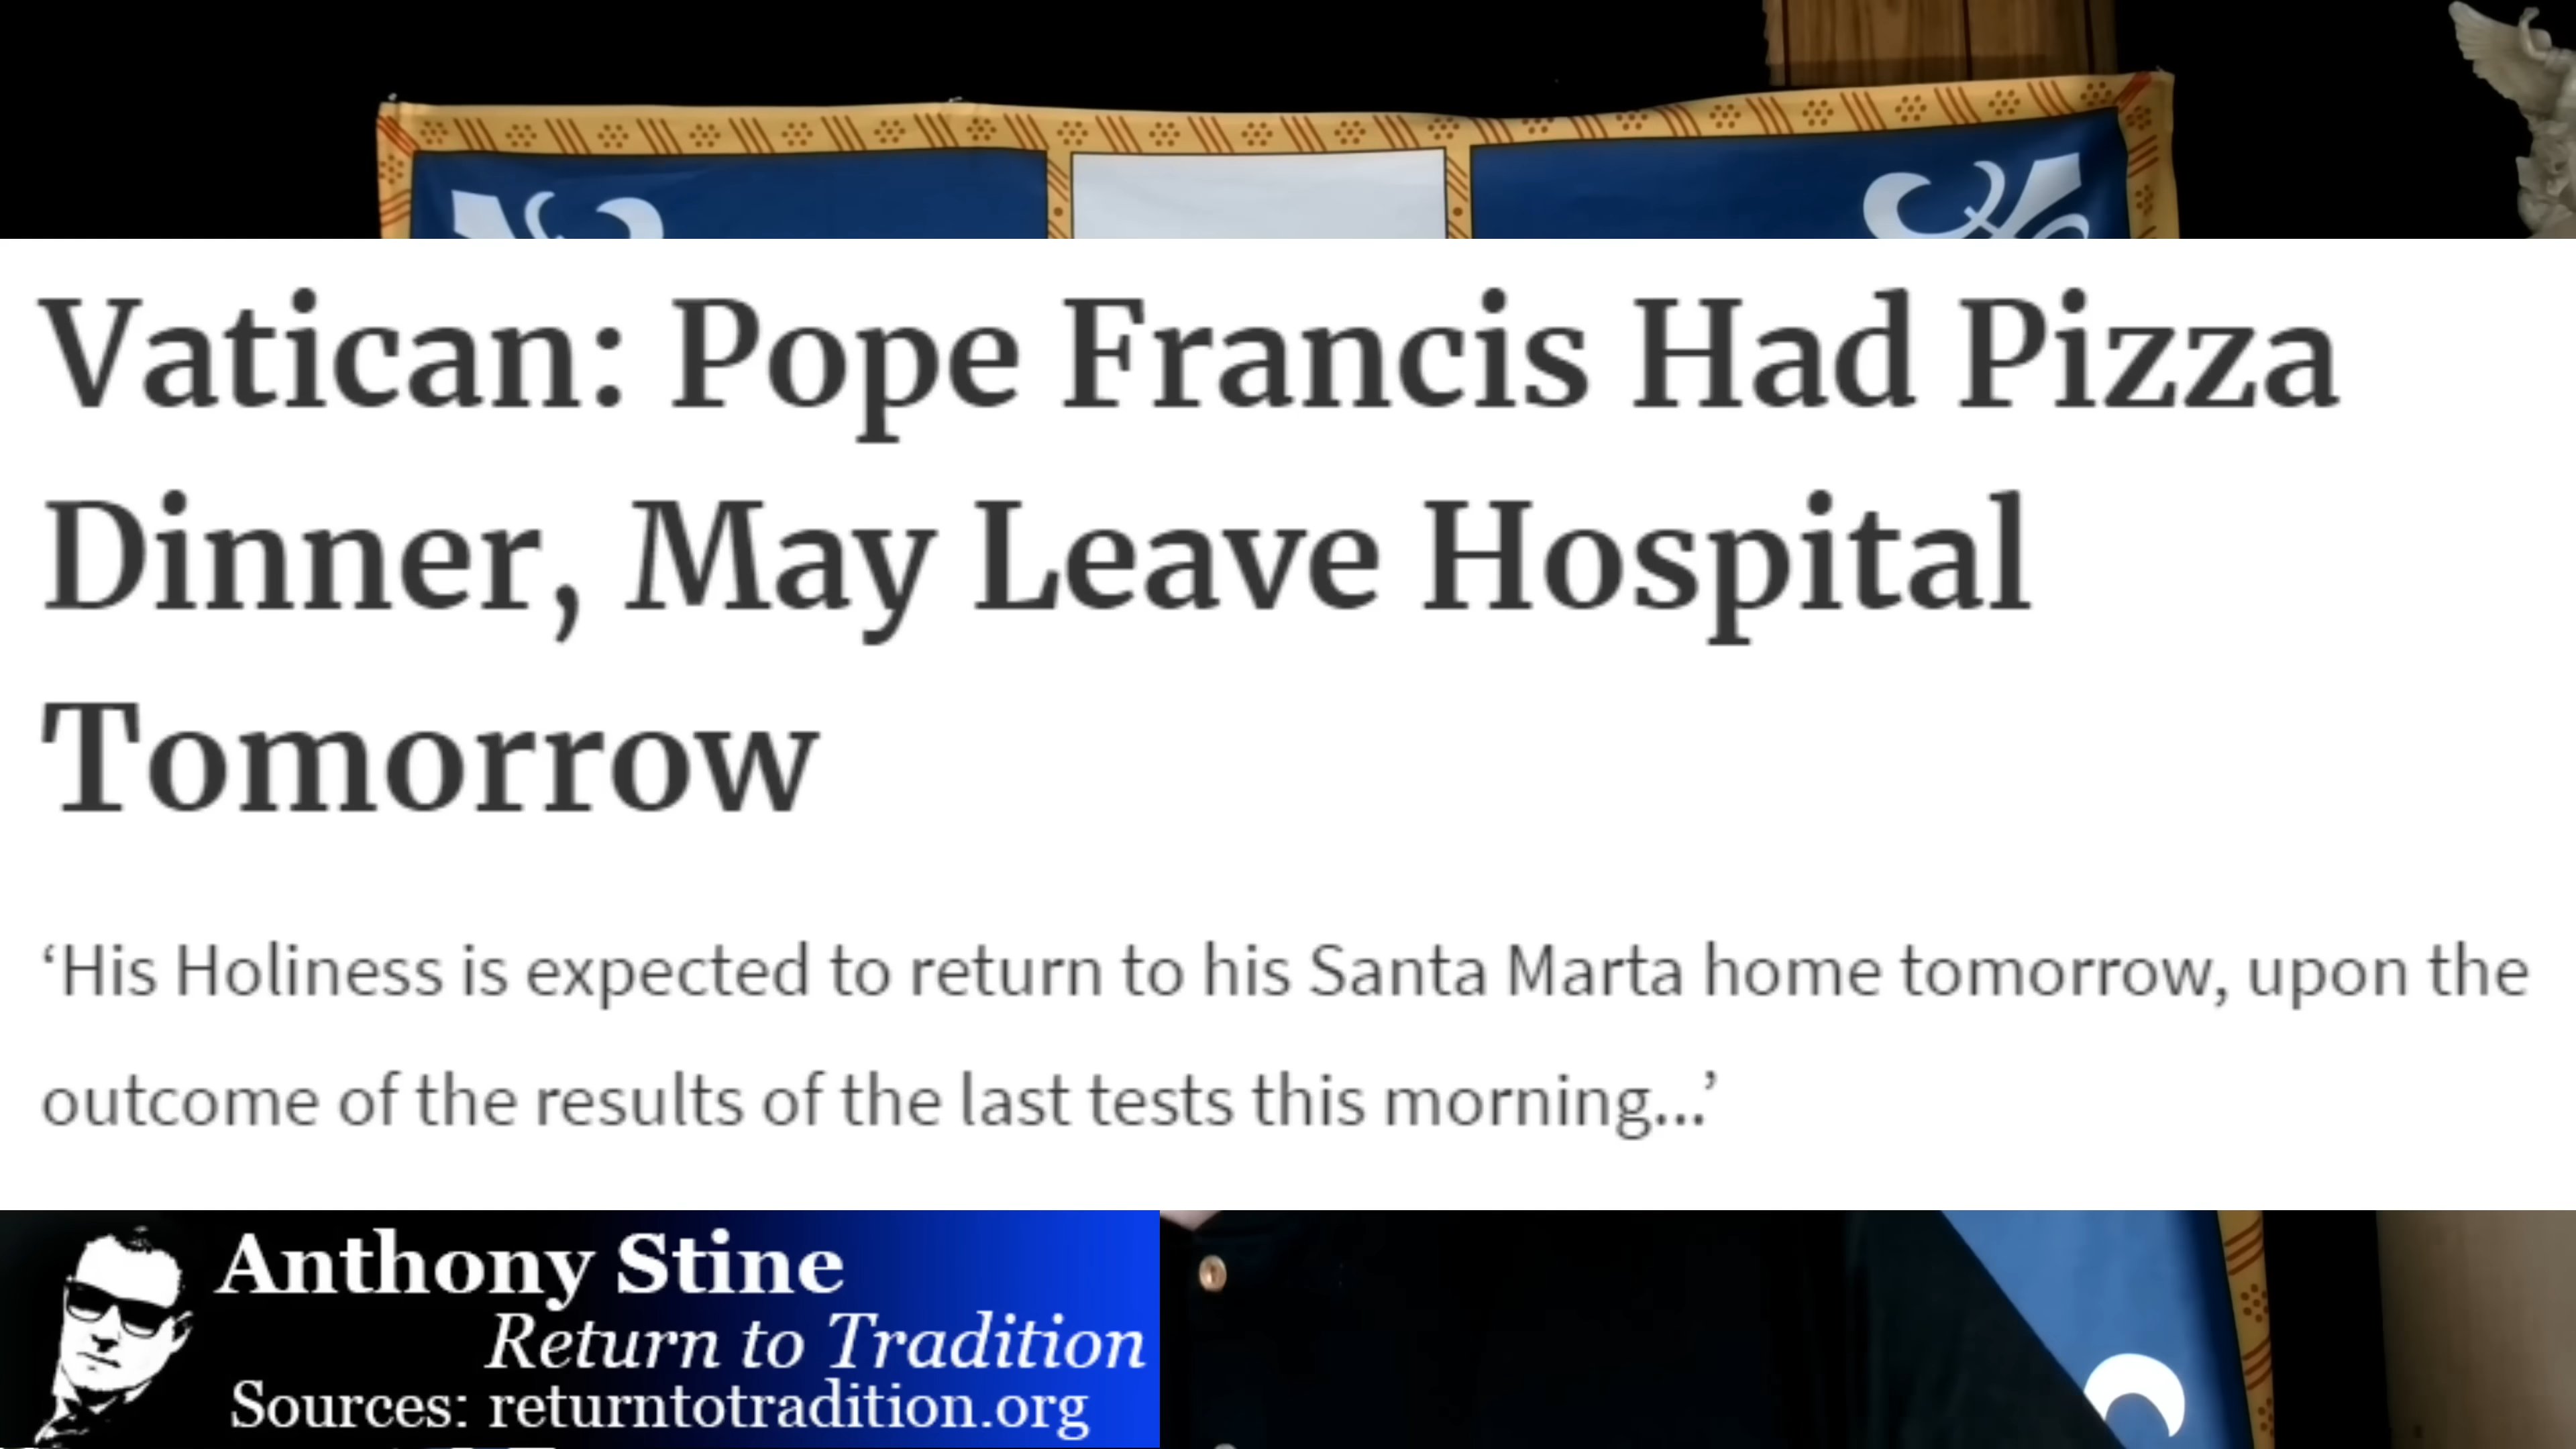 Vatican: Pope Francis Had Pizza
Dinner, May Leave Hospital
Tomorrow
‘His Holiness is expected to return to his Santa Marta home tomorrow, upon the
outcome of the results of the last tests this morning...’
Anthony Stine
Return to Tradition
Sources: returntotradition.org